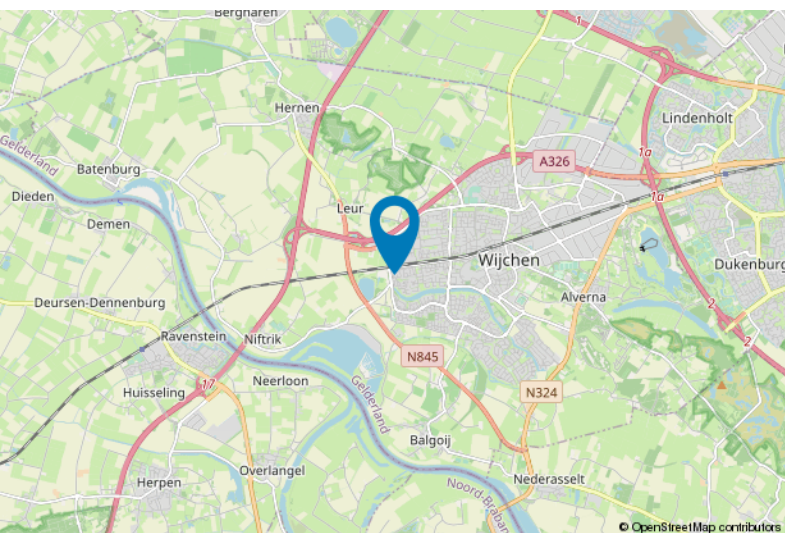 Bergharen
1
Hernen
Lindenholt
Gelderland
1a
A326
Batenburg
Dieden
Leur
1a
Demen
Wijchen
Dukenburg
Alverna
Deursen-Dennenburg
2
Ravenstein
Niftrik
2
N845
17
Neerloon
Gelderland
Huisseling
N324
Balgoij
Overlangel
Herpen
Nederasselt
Noord-Braban
© OpenStreetMap contributors